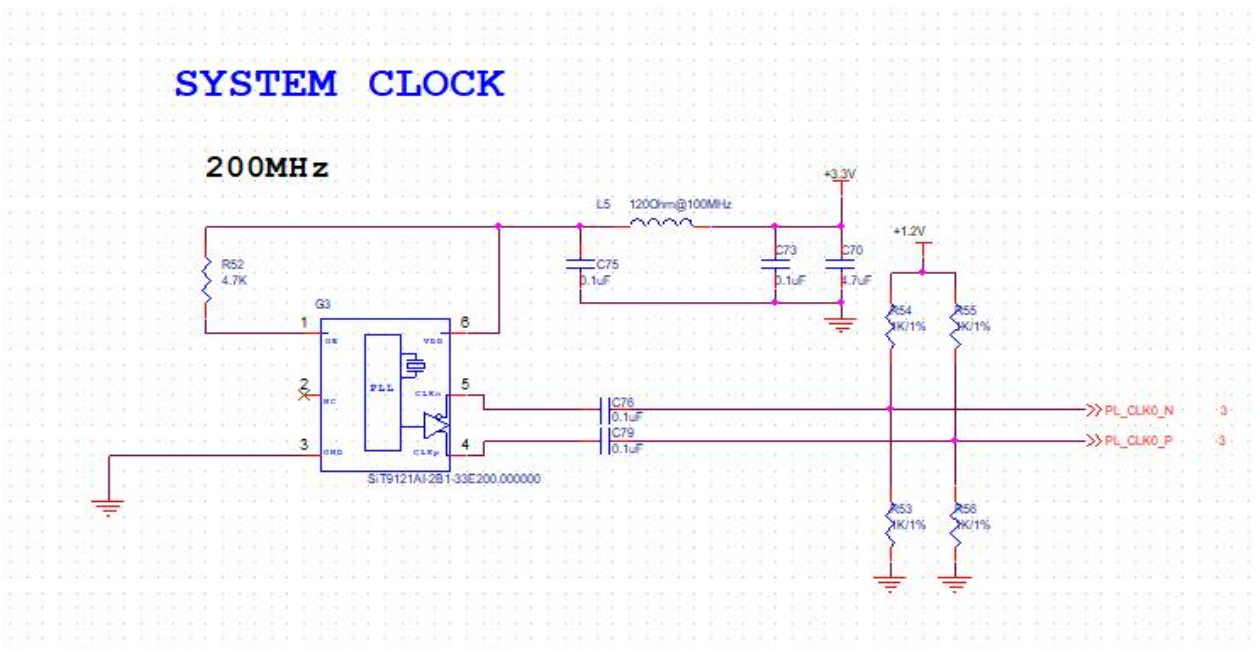 SYSTEM CLOCK
200MHz
+3.3V
L5 120Ohm@100MHz
+1.2V
R52
4.7K
C75
0.1uF
C73
0.1uF
C70
4.7uF
G3
R54
1K/1%
R55
1K/1%
1
OE
VDD
6
2
NC
PLL
CLKn
5
C76
0.1uF
PL_CLK0_N 3
3
GND
CLKp
4
C79
0.1uF
PL_CLK0_P 3
SiT9121AI-2B1-33E200.000000
R53
1K/1%
R56
1K/1%